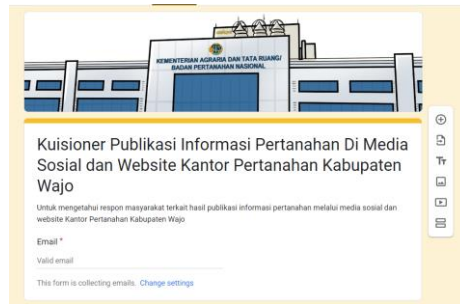 KEMENTERIAN AGRARIA DAN TATA RUANG/
BADAN PERTANAHAN NASIONAL
Kuisioner Publikasi Informasi Pertanahan Di Media
Sosial dan Website Kantor Pertanahan Kabupaten
Wajo
Untuk mengetahui respon masyarakat terkait hasil publikasi informasi pertanahan melalui media sosial dan
website Kantor Pertanahan Kabupaten Wajo
Email *
Valid email
This form is collecting emails. Change settings
Tт